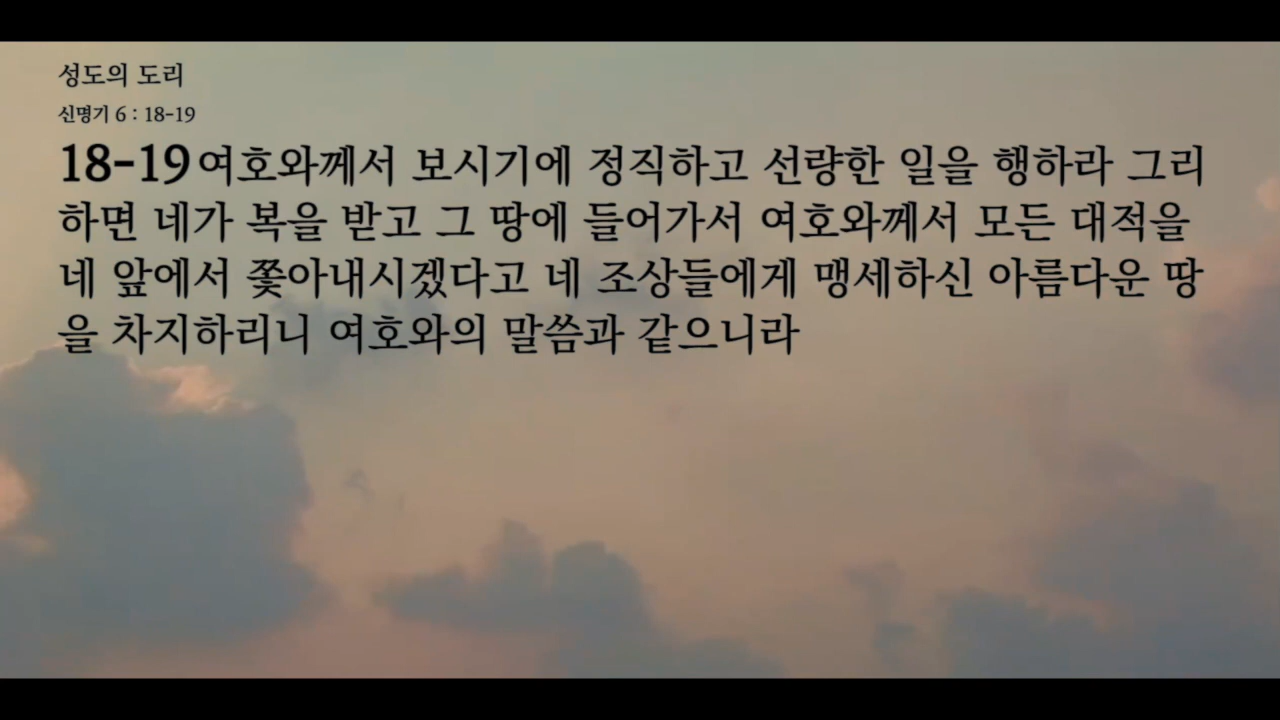 성도의 도리
신명기 6 : 18-19
18-19 여호와께서 보시기에 정직하고 선량한 일을 행하라 그리
하면 네가 복을 받고 그 땅에 들어가서 여호와께서 모든 대적을
네 앞에서 쫓아내시겠다고 네 조상들에게 맹세하신 아름다운 땅
을 차지하리니 여호와의 말씀과 같으니라